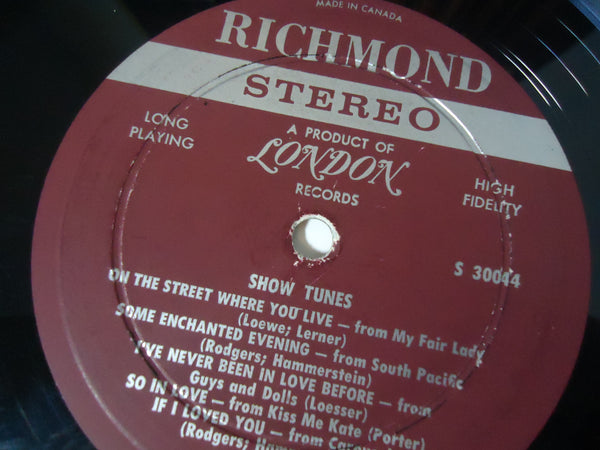 MADE IN CANADA
RICHMOND
STEREO
LONG
PLAYING
A PRODUCT OF
LONDON
RECORDS
HIGH
FIDELITY
S 30044
SHOW TUNES
ON THE STREET WHERE YOU LIVE — from My Fair Lady
(Loewe; Lerner)
SOME ENCHANTED EVENING — from South Pacific
(Rodgers; Hammerstein)
I'VE NEVER BEEN IN LOVE BEFORE — from
Guys and Dolls (Loesser)
SO IN LOVE — from Kiss Me Kate (Porter)
IF I LOVED YOU — from
(Rodgers;